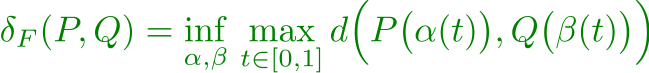 δ_F(P, Q) = inf_{α,β} max_{t∈[0,1]} d(P(α(t)), Q(β(t)))